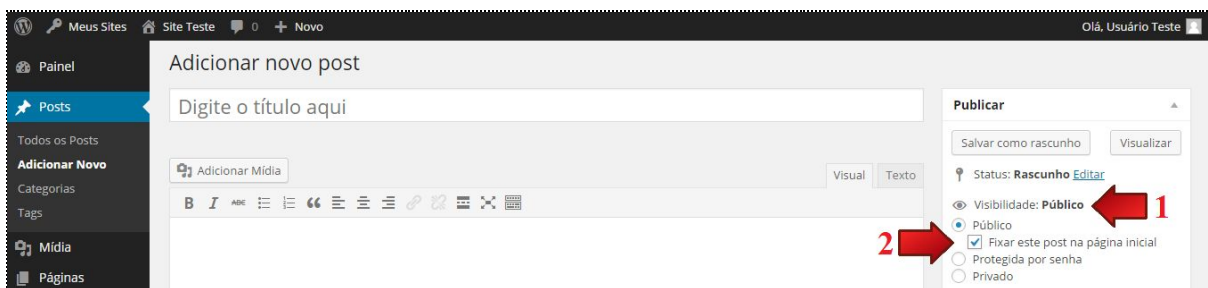 Meus Sites Site Teste 0 Novo Olá, Usuário Teste
Painel
Posts
Todos os Posts
Adicionar Novo
Categorias
Tags
Mídia
Páginas
Adicionar novo post
Digite o título aqui
Adicionar Mídia
Visual Texto
B I ABC
Publicar
Salvar como rascunho Visualizar
Status: Rascunho Editar
Visibilidade: Público 1
Público
2 Fixar este post na página inicial
Protegida por senha
Privado